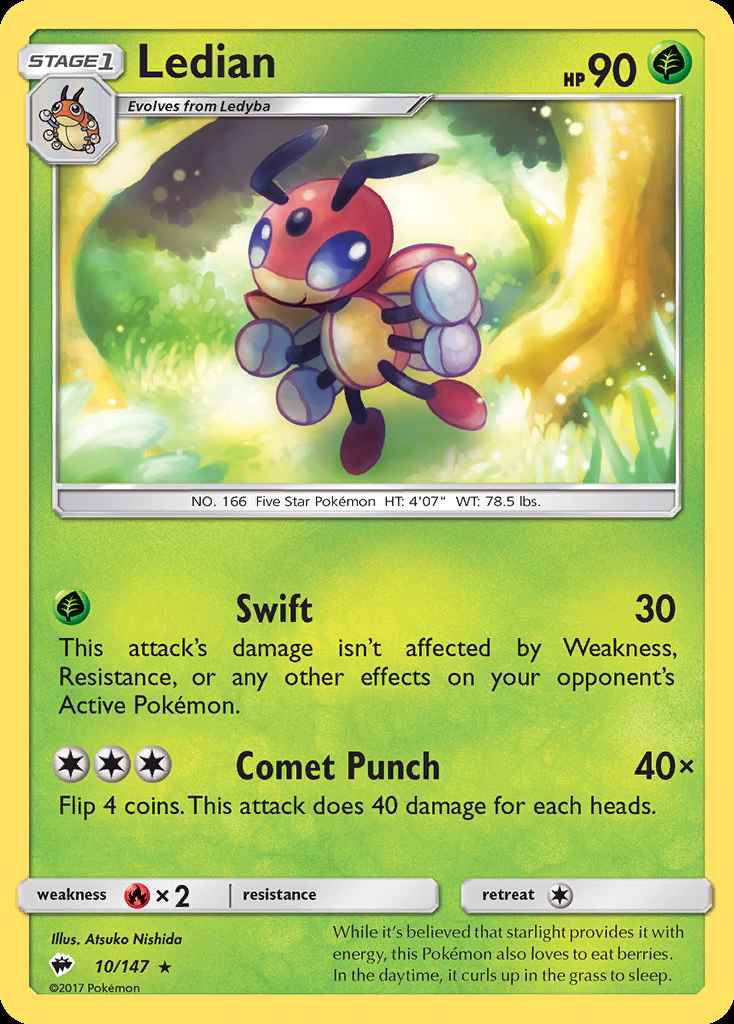 STAGE1
Ledian
HP 90
Evolves from Ledyba
NO. 166 Five Star Pokémon HT: 4'07" WT: 78.5 lbs.
Swift 30
This attack's damage isn't affected by Weakness,
Resistance, or any other effects on your opponent's
Active Pokémon.
Comet Punch 40×
Flip 4 coins. This attack does 40 damage for each heads.
weakness × 2 resistance retreat
Illus. Atsuko Nishida
10/147 ★
©2017 Pokémon
While it's believed that starlight provides it with
energy, this Pokémon also loves to eat berries.
In the daytime, it curls up in the grass to sleep.